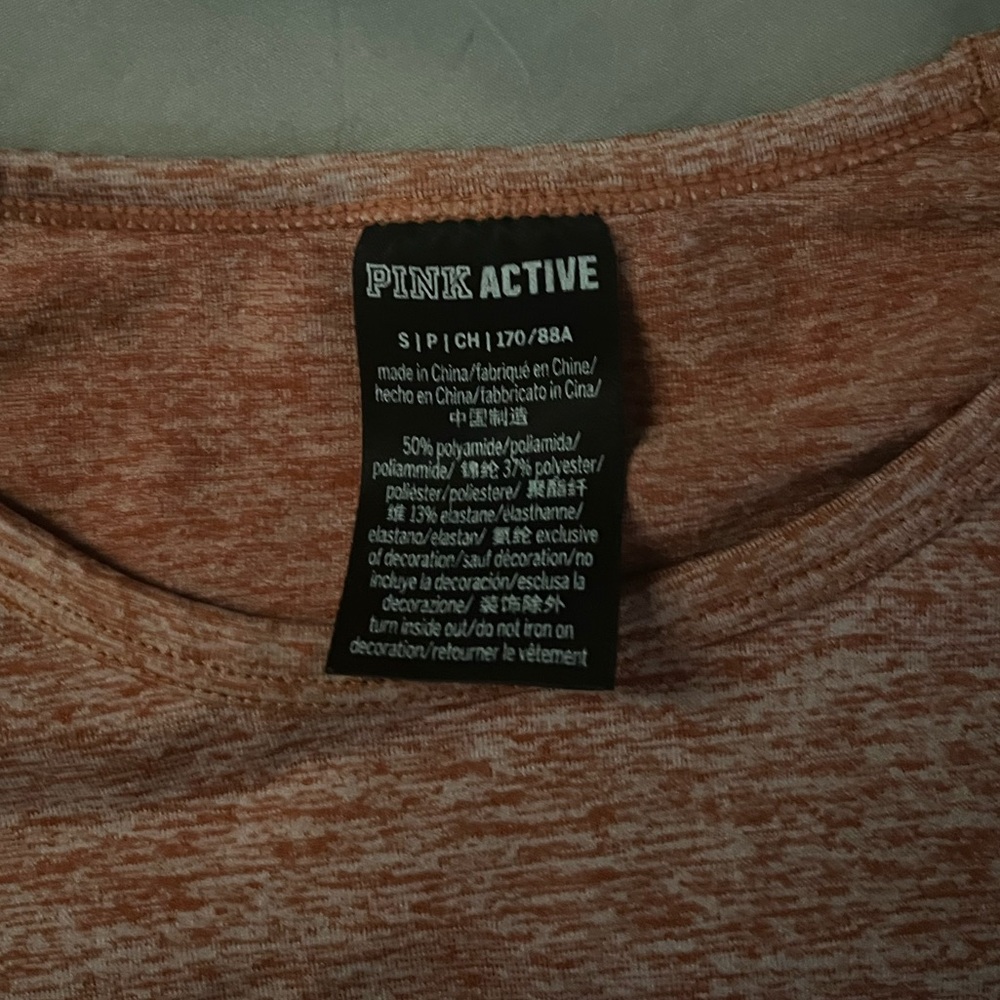 PINK ACTIVE
S | P | CH | 170/88A
made in China/fabriqué en Chine/
hecho en China/fabbricato in Cina/
中国制造
50% polyamide/poliamida/
poliammide/ 锦纶 37% polyester/
poliéster/poliestere/ 聚酯纤
维 13% elastane/élasthanne/
elastano/elastan/ 氨纶 exclusive
of decoration/sauf décoration/no
incluye la decoración/esclusa la
decorazione/ 装饰除外
turn inside out/do not iron on
decoration/retourner le vêtement